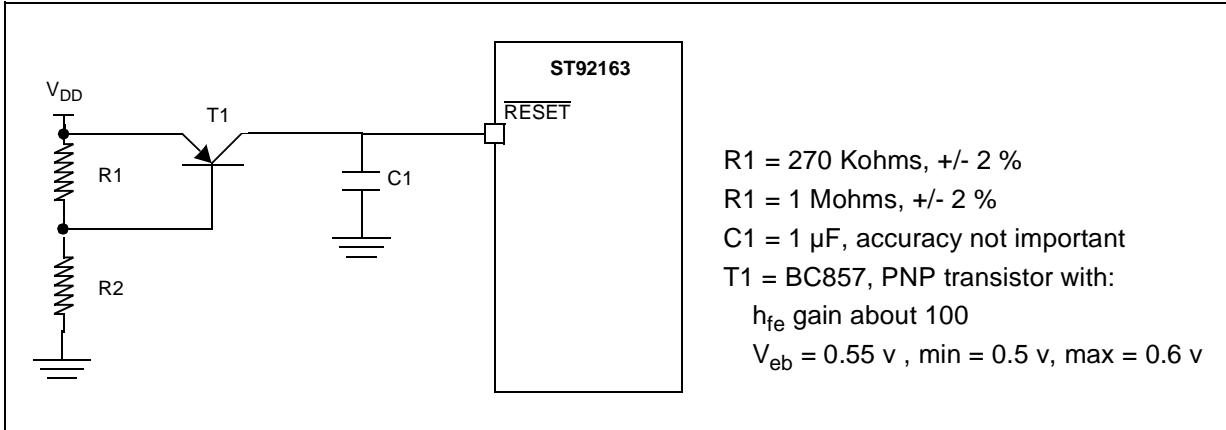 ST92163
RESET
VDD
T1
R1
C1
R2
R1 = 270 Kohms, +/- 2 %
R1 = 1 Mohms, +/- 2 %
C1 = 1 µF, accuracy not important
T1 = BC857, PNP transistor with:
hfe gain about 100
Veb = 0.55 v , min = 0.5 v, max = 0.6 v